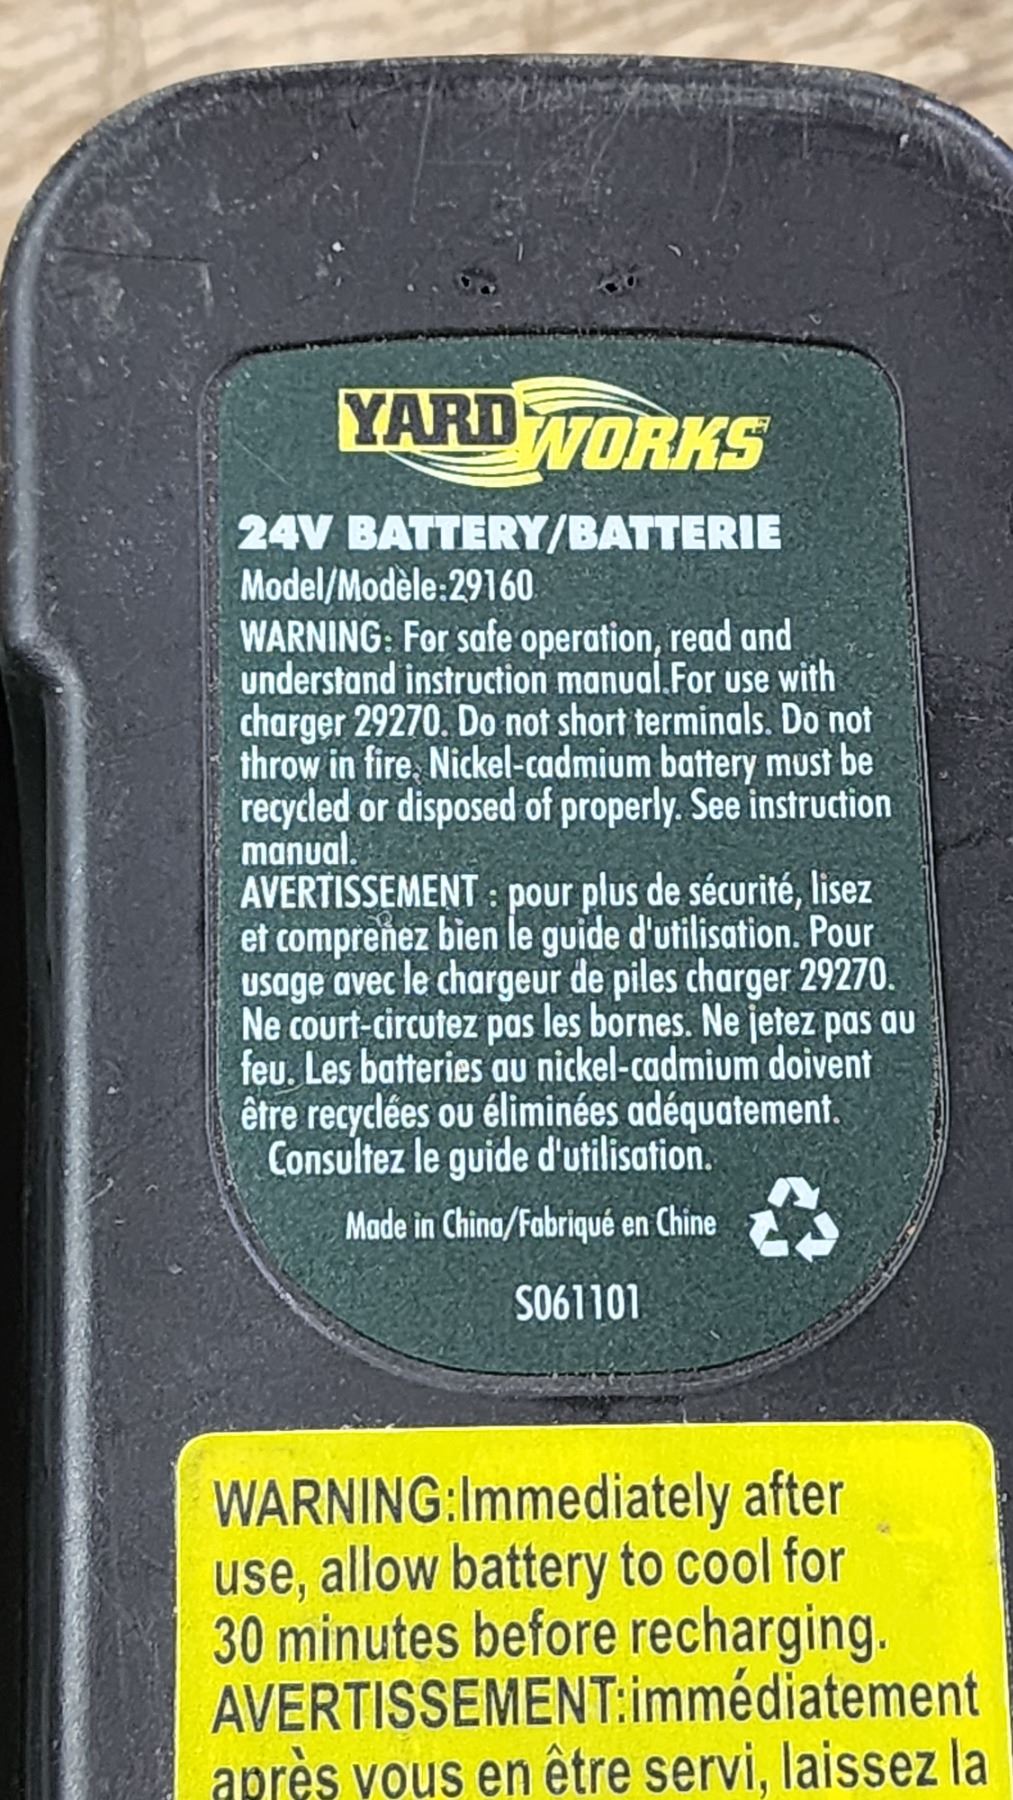 YARDWORKS™
24V BATTERY/BATTERIE
Model/Modèle:29160
WARNING: For safe operation, read and
understand instruction manual.For use with
charger 29270. Do not short terminals. Do not
throw in fire. Nickel-cadmium battery must be
recycled or disposed of properly. See instruction
manual.
AVERTISSEMENT : pour plus de sécurité, lisez
et comprenez bien le guide d'utilisation. Pour
usage avec le chargeur de piles charger 29270.
Ne court-circutez pas les bornes. Ne jetez pas au
feu. Les batteries au nickel-cadmium doivent
être recyclées ou éliminées adéquatement.
Consultez le guide d'utilisation.
Made in China/Fabriqué en Chine
S061101
WARNING:Immediately after
use, allow battery to cool for
30 minutes before recharging.
AVERTISSEMENT:immédiatement
après vous en être servi, laissez la